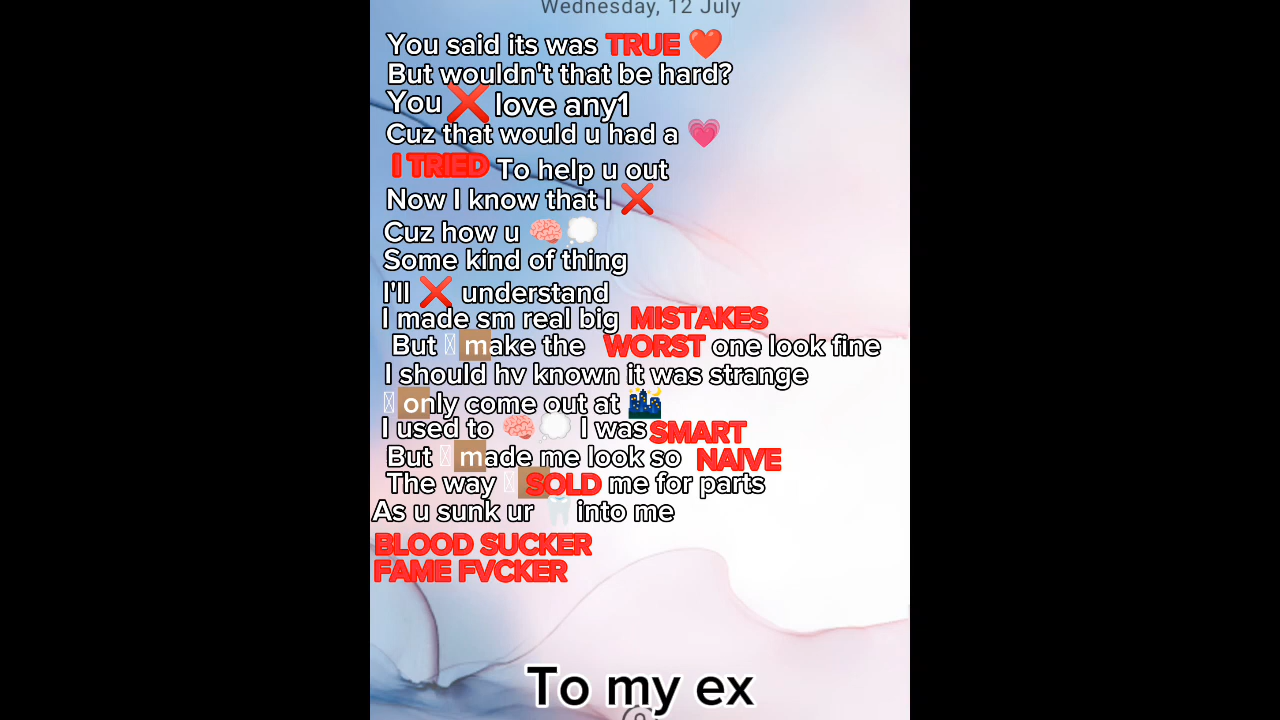 Wednesday, 12 July
You said its was TRUE ❤️
But wouldn't that be hard?
You ❌ love any1
Cuz that would u had a 💗
I TRIED To help u out
Now I know that I ❌
Cuz how u 🧠💭
Some kind of thing
I'll ❌ understand
I made sm real big MISTAKES
But make the WORST one look fine
I should hv known it was strange
only come out at 🌃
I used to 🧠💭 I was SMART
But made me look so NAIVE
The way SOLD me for parts
As u sunk ur 🦷 into me
BLOOD SUCKER
FAME FVCKER
To my ex